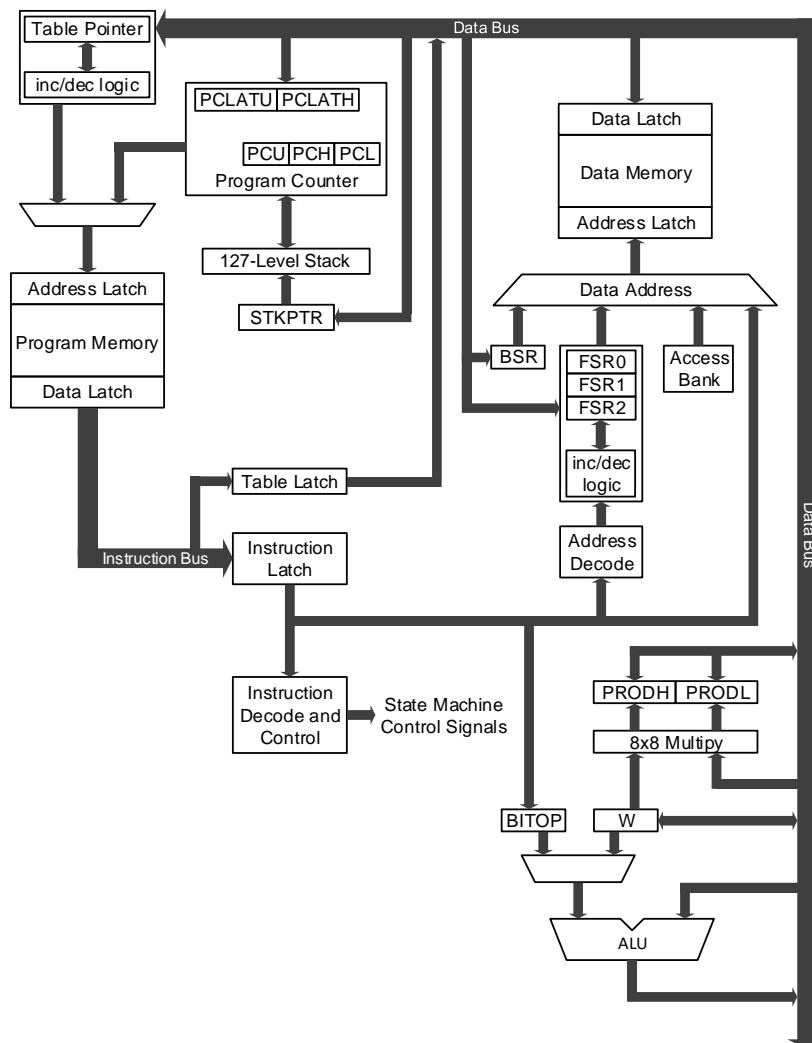 Table Pointer
inc/dec logic
Data Bus
PCLATU PCLATH
PCU PCH PCL
Program Counter
127-Level Stack
STKPTR
Address Latch
Program Memory
Data Latch
Data Latch
Data Memory
Address Latch
Data Address
BSR
FSR0
FSR1
FSR2
inc/dec
logic
Access
Bank
Address
Decode
Table Latch
Instruction Bus
Instruction
Latch
Data Bus
Instruction
Decode and
Control
State Machine
Control Signals
PRODH PRODL
8x8 Multipy
BITOP
W
ALU